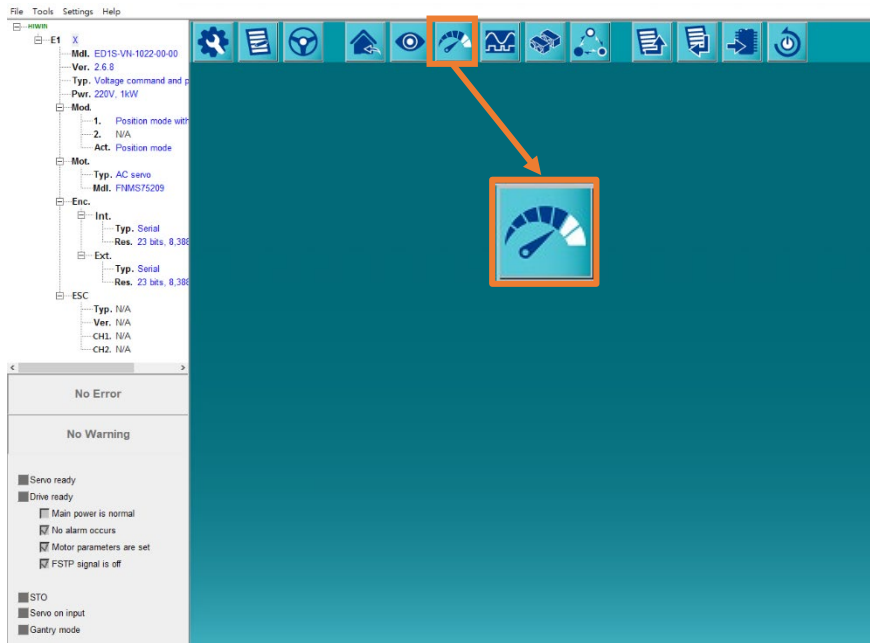 File Tools Settings Help
HIWIN
E1 X
Mdl. ED1S-VN-1022-00-00
Ver. 2.6.8
Typ. Voltage command and p
Pwr. 220V, 1kW
Mod.
1. Position mode with
2. N/A
Act. Position mode
Mot.
Typ. AC servo
Mdl. FNMS75209
Enc.
Int.
Typ. Serial
Res. 23 bits, 8,388
Ext.
Typ. Serial
Res. 23 bits, 8,388
ESC
Typ. N/A
Ver. N/A
CH1. N/A
CH2. N/A
No Error
No Warning
Servo ready
Drive ready
Main power is normal
No alarm occurs
Motor parameters are set
FSTP signal is off
STO
Servo on input
Gantry mode